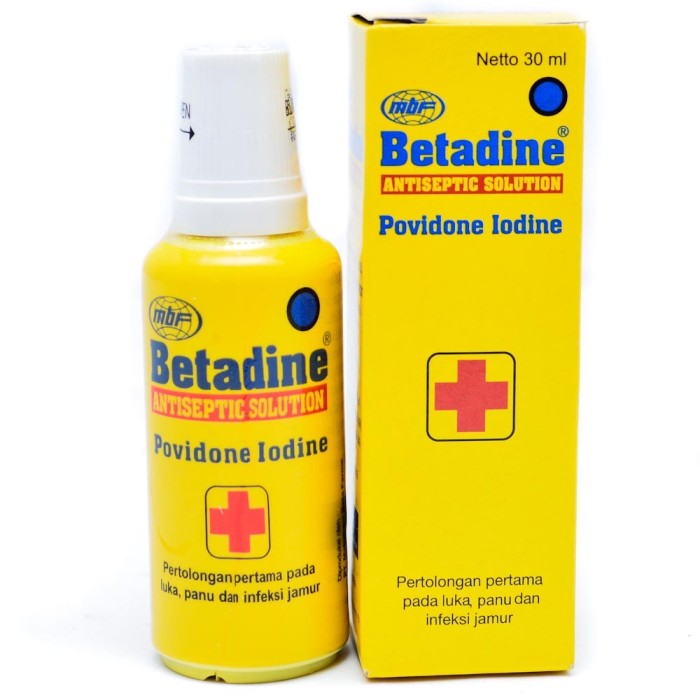 EN
mbF
Betadine®
ANTISEPTIC SOLUTION
Povidone Iodine
Pertolongan pertama pada
luka, panu dan infeksi jamur
Netto 30 ml
mbF
Betadine®
ANTISEPTIC SOLUTION
Povidone Iodine
Pertolongan pertama
pada luka, panu dan
infeksi jamur